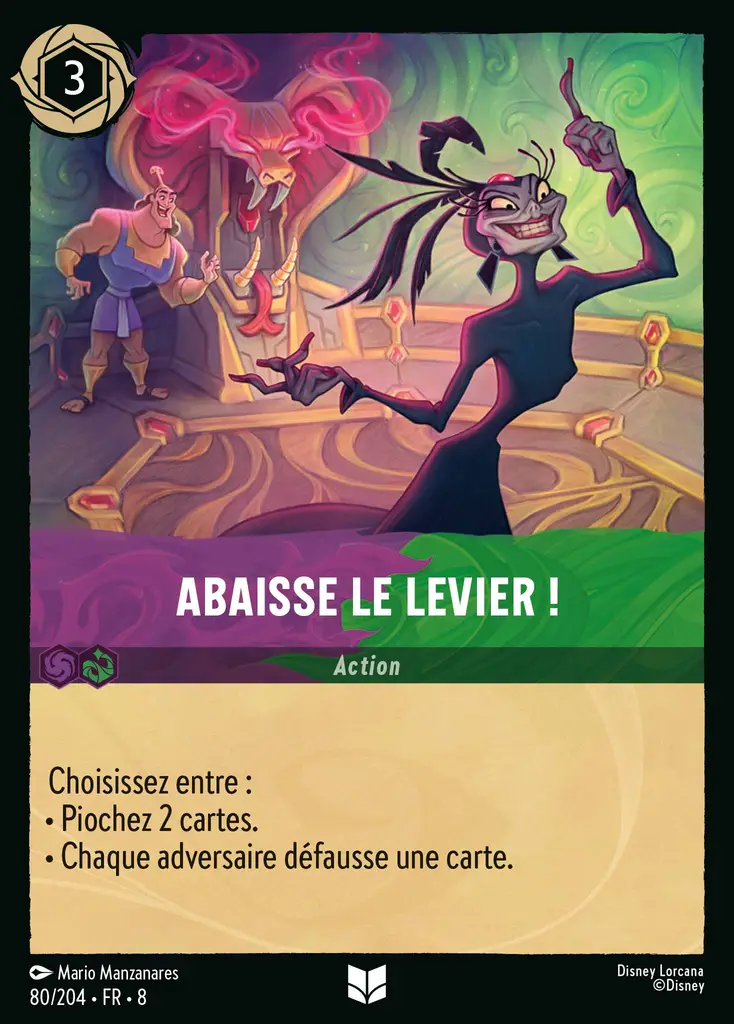 3
ABAISSE LE LEVIER !
Action
Choisissez entre :
• Piochez 2 cartes.
• Chaque adversaire défausse une carte.
Mario Manzanares
Disney Lorcana
80/204 • FR • 8
©Disney